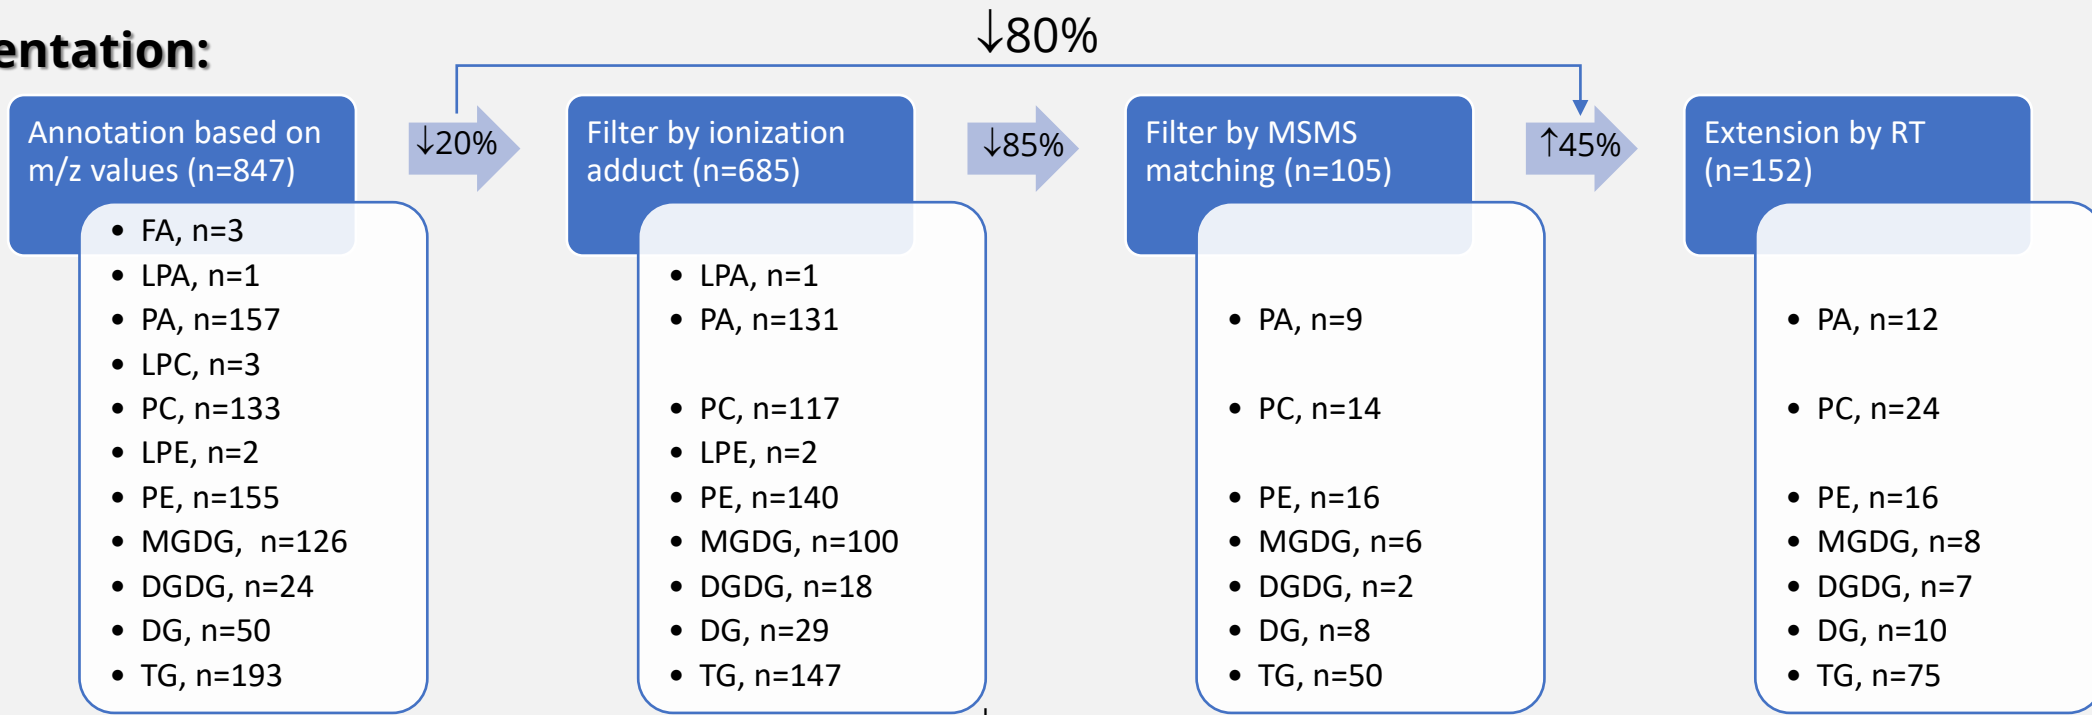 entation:
↓80%
Annotation based on
m/z values (n=847)
• FA, n=3
• LPA, n=1
• PA, n=157
• LPC, n=3
• PC, n=133
• LPE, n=2
• PE, n=155
• MGDG,  n=126
• DGDG, n=24
• DG, n=50
• TG, n=193
↓20%
Filter by ionization
adduct (n=685)
• LPA, n=1
• PA, n=131
• PC, n=117
• LPE, n=2
• PE, n=140
• MGDG, n=100
• DGDG, n=18
• DG, n=29
• TG, n=147
↓85%
Filter by MSMS
matching (n=105)
• PA, n=9
• PC, n=14
• PE, n=16
• MGDG, n=6
• DGDG, n=2
• DG, n=8
• TG, n=50
↑45%
Extension by RT
(n=152)
• PA, n=12
• PC, n=24
• PE, n=16
• MGDG, n=8
• DGDG, n=7
• DG, n=10
• TG, n=75